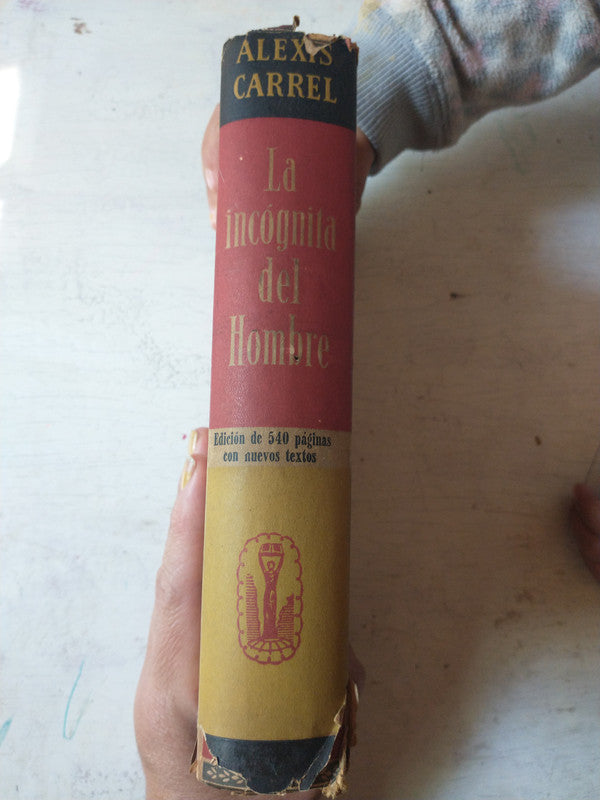 ALEXIS
CARREL
La
incógnita
del
Hombre
Edición de 540 páginas
con nuevos textos